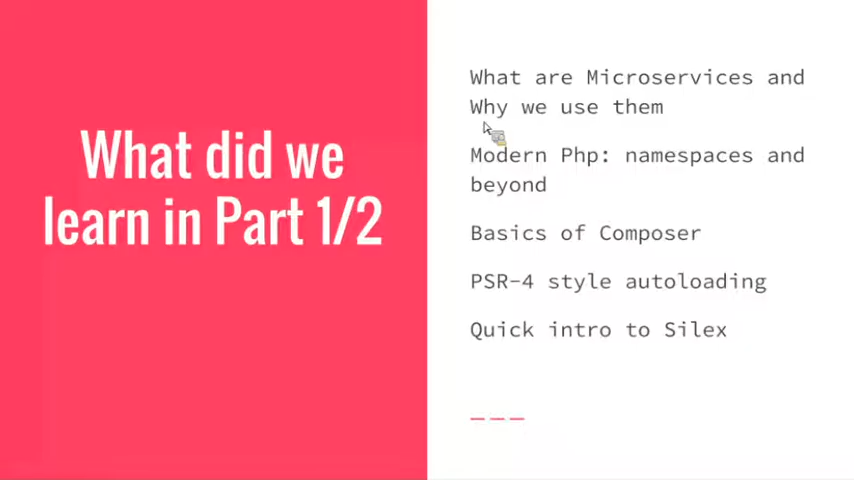 What did we
learn in Part 1/2
What are Microservices and
Why we use them
Modern Php: namespaces and
beyond
Basics of Composer
PSR-4 style autoloading
Quick intro to Silex